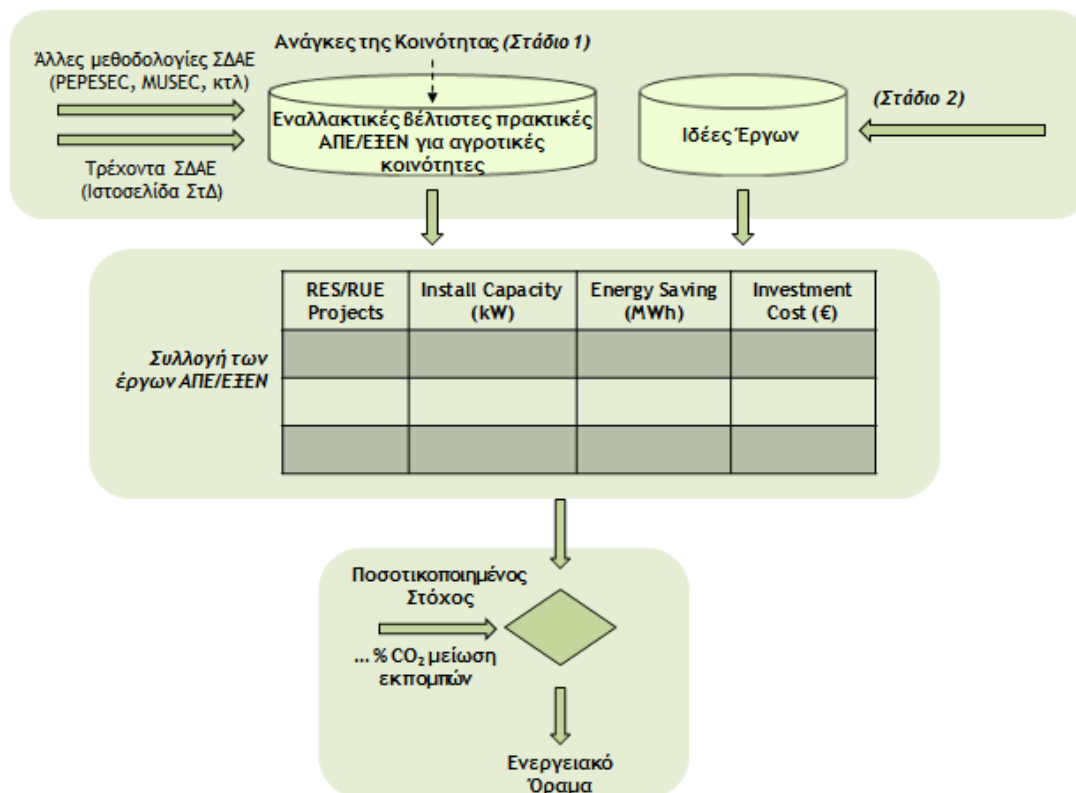 Ανάγκες της Κοινότητας (Στάδιο 1)
Άλλες μεθοδολογίες ΣΔΑΕ
(PEPESEC, MUSEC, κτλ)
Εναλλακτικές βέλτιστες πρακτικές
ΑΠΕ/ΕΞΕΝ για αγροτικές
κοινότητες
Τρέχοντα ΣΔΑΕ
(Ιστοσελίδα ΣτΔ)
Ιδέες Έργων
(Στάδιο 2)
Συλλογή των
έργων ΑΠΕ/ΕΞΕΝ
RES/RUE
Projects
Install Capacity
(kW)
Energy Saving
(MWh)
Investment
Cost (€)
Ποσοτικοποιημένος
Στόχος
... % CO₂ μείωση
εκπομπών
Ενεργειακό
Όραμα